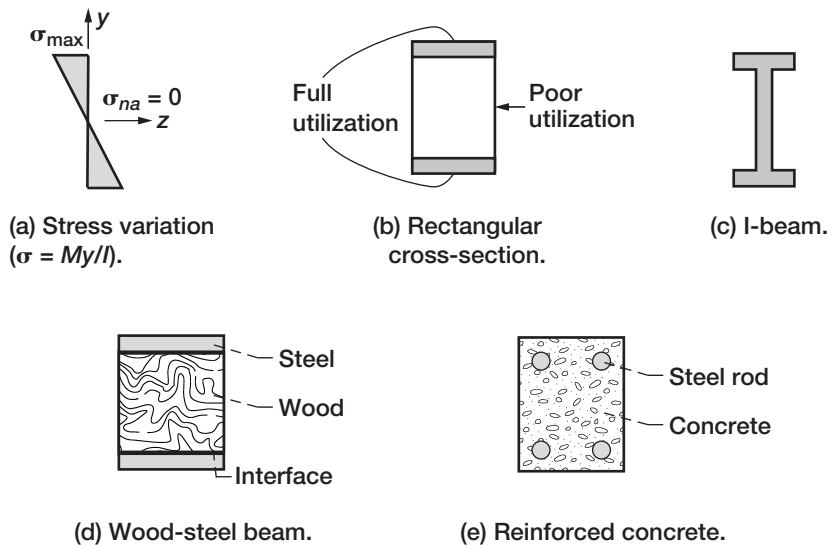 y
σmax
σna = 0
z
(a) Stress variation
(σ = My/I).
Full
utilization
Poor
utilization
(b) Rectangular
cross-section.
(c) I-beam.
Steel
Wood
Interface
(d) Wood-steel beam.
Steel rod
Concrete
(e) Reinforced concrete.